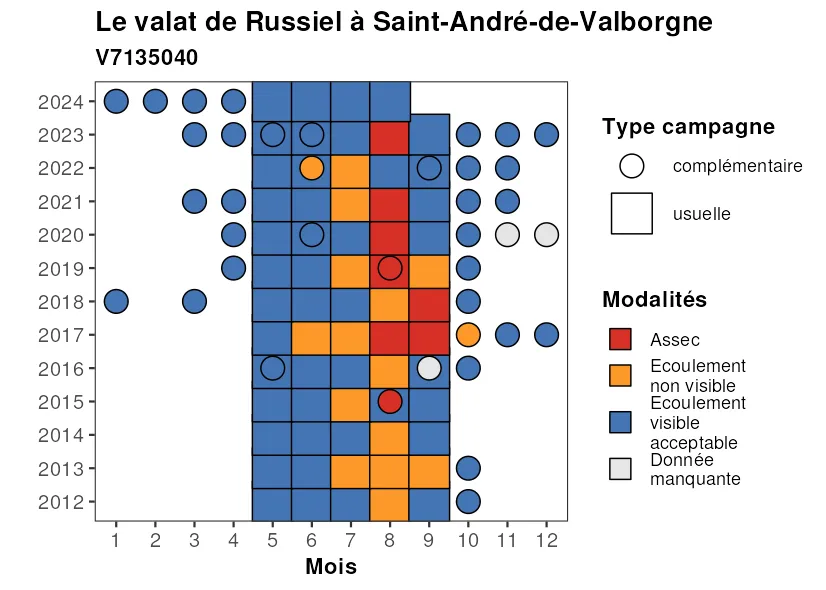 Le valat de Russiel à Saint-André-de-Valborgne
V7135040
2024
2023
2022
2021
2020
2019
2018
2017
2016
2015
2014
2013
2012
1 2 3 4 5 6 7 8 9 10 11 12
Mois
Type campagne
complémentaire
usuelle
Modalités
Assec
Ecoulement
non visible
Ecoulement
visible
acceptable
Donnée
manquante